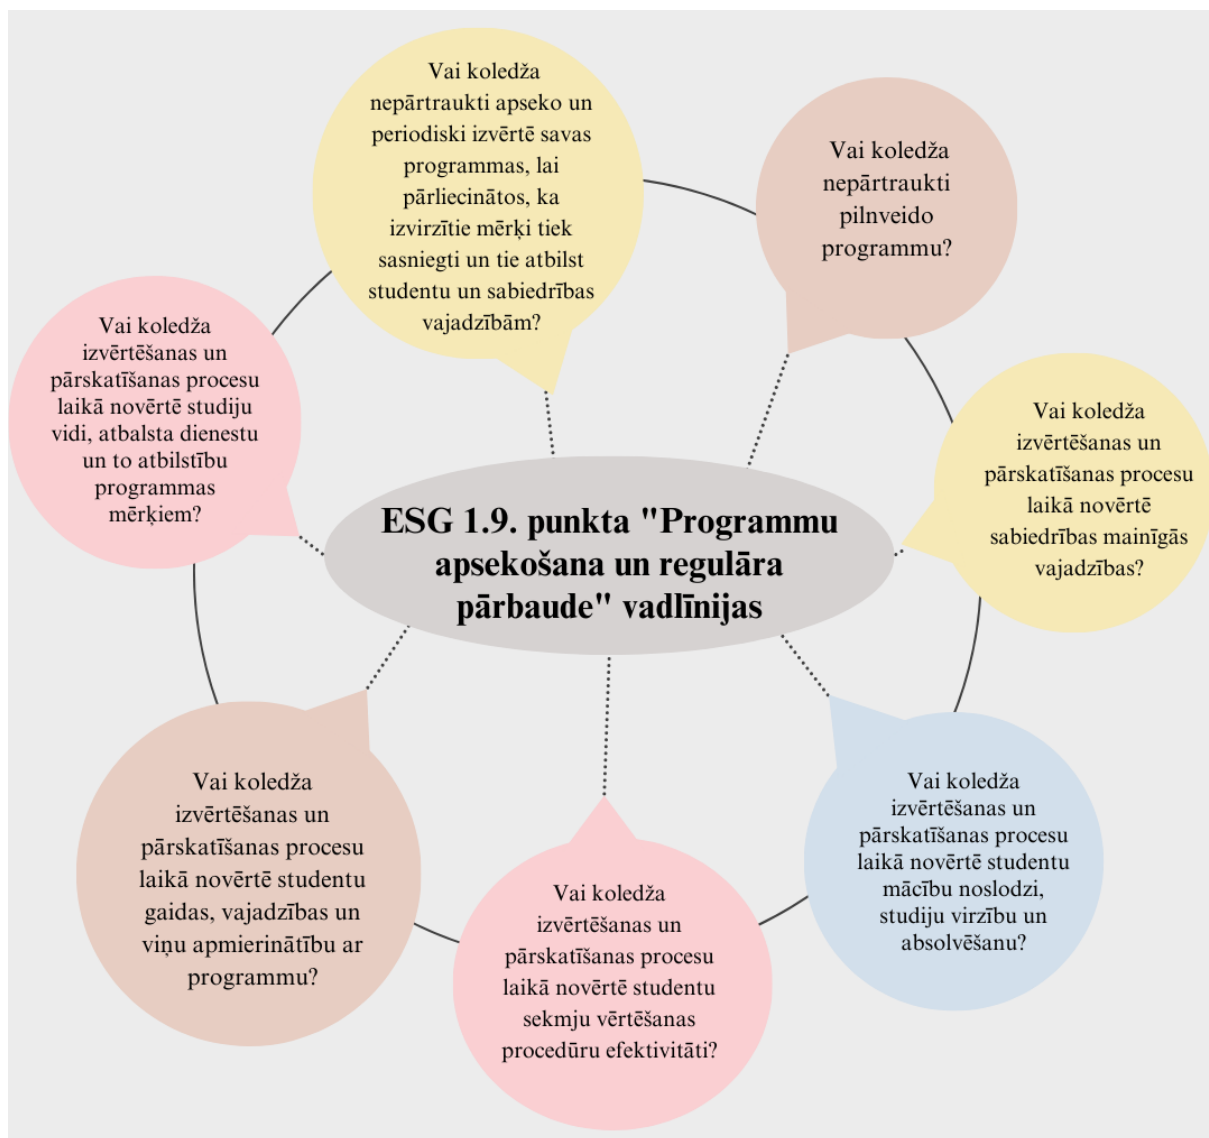 Vai koledža
nepārtraukti apseko un
periodiski izvērtē savas
programmas, lai
pārliecinātos, ka
izvirzītie mērķi tiek
sasniegti un tie atbilst
studentu un sabiedrības
vajadzībām?
Vai koledža
nepārtraukti
pilnveido
programmu?
Vai koledža
izvērtēšanas un
pārskatīšanas procesu
laikā novērtē studiju
vidi, atbalsta dienestu
un to atbilstību
programmas
mērķiem?
Vai koledža
izvērtēšanas un
pārskatīšanas procesu
laikā novērtē
sabiedrības mainīgās
vajadzības?
ESG 1.9. punkta "Programmu
apsekošana un regulāra
pārbaude" vadlīnijas
Vai koledža
izvērtēšanas un
pārskatīšanas procesu
laikā novērtē studentu
gaidas, vajadzības un
viņu apmierinātību ar
programmu?
Vai koledža
izvērtēšanas un
pārskatīšanas procesu
laikā novērtē studentu
sekmju vērtēšanas
procedūru efektivitāti?
Vai koledža
izvērtēšanas un
pārskatīšanas procesu
laikā novērtē studentu
mācību noslodzi,
studiju virzību un
absolvēšanu?